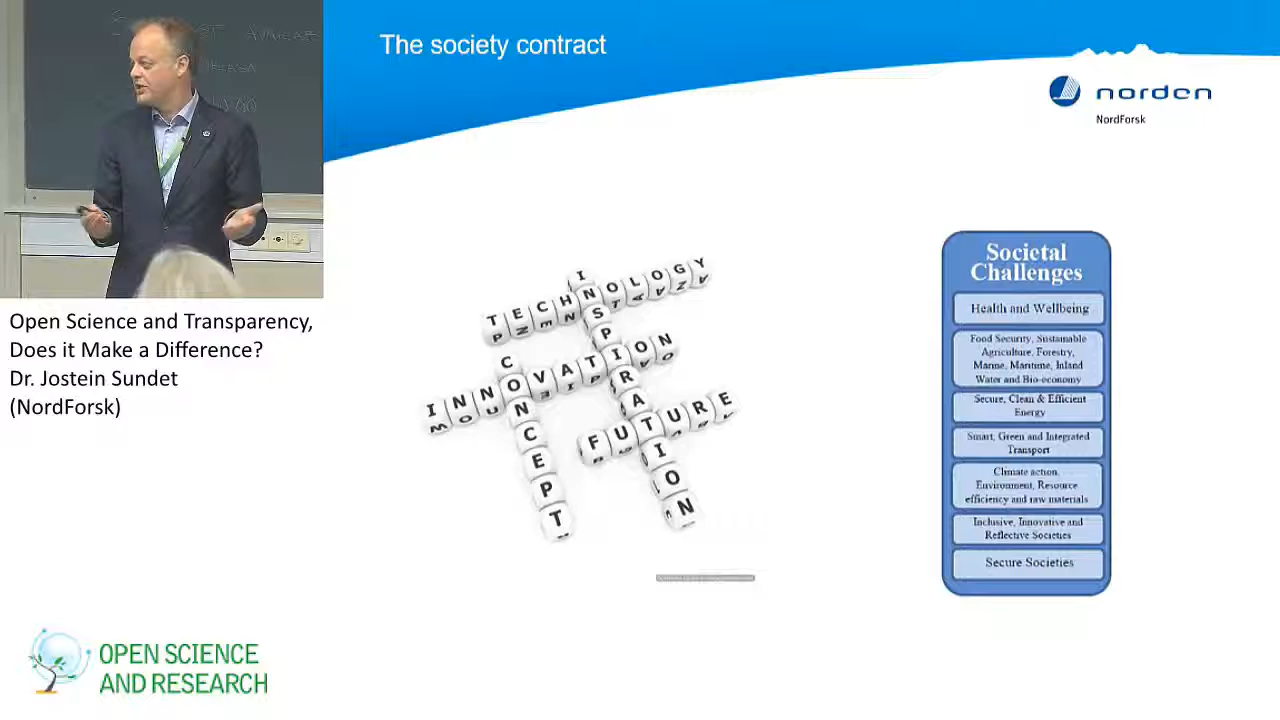 The society contract
norden
NordForsk
Open Science and Transparency,
Does it Make a Difference?
Dr. Jostein Sundet
(NordForsk)
TECHNOLOGY
INSPIRATION
INNOVATION
CONCEPT
FUTURE
Societal
Challenges
Health and Wellbeing
Food Security, Sustainable
Agriculture, Forestry,
Marine, Maritime, Inland
Water and Bio-economy
Secure, Clean & Efficient
Energy
Smart, Green and Integrated
Transport
Climate action,
Environment, Resource
efficiency and raw materials
Inclusive, Innovative and
Reflective Societies
Secure Societies
OPEN SCIENCE
AND RESEARCH